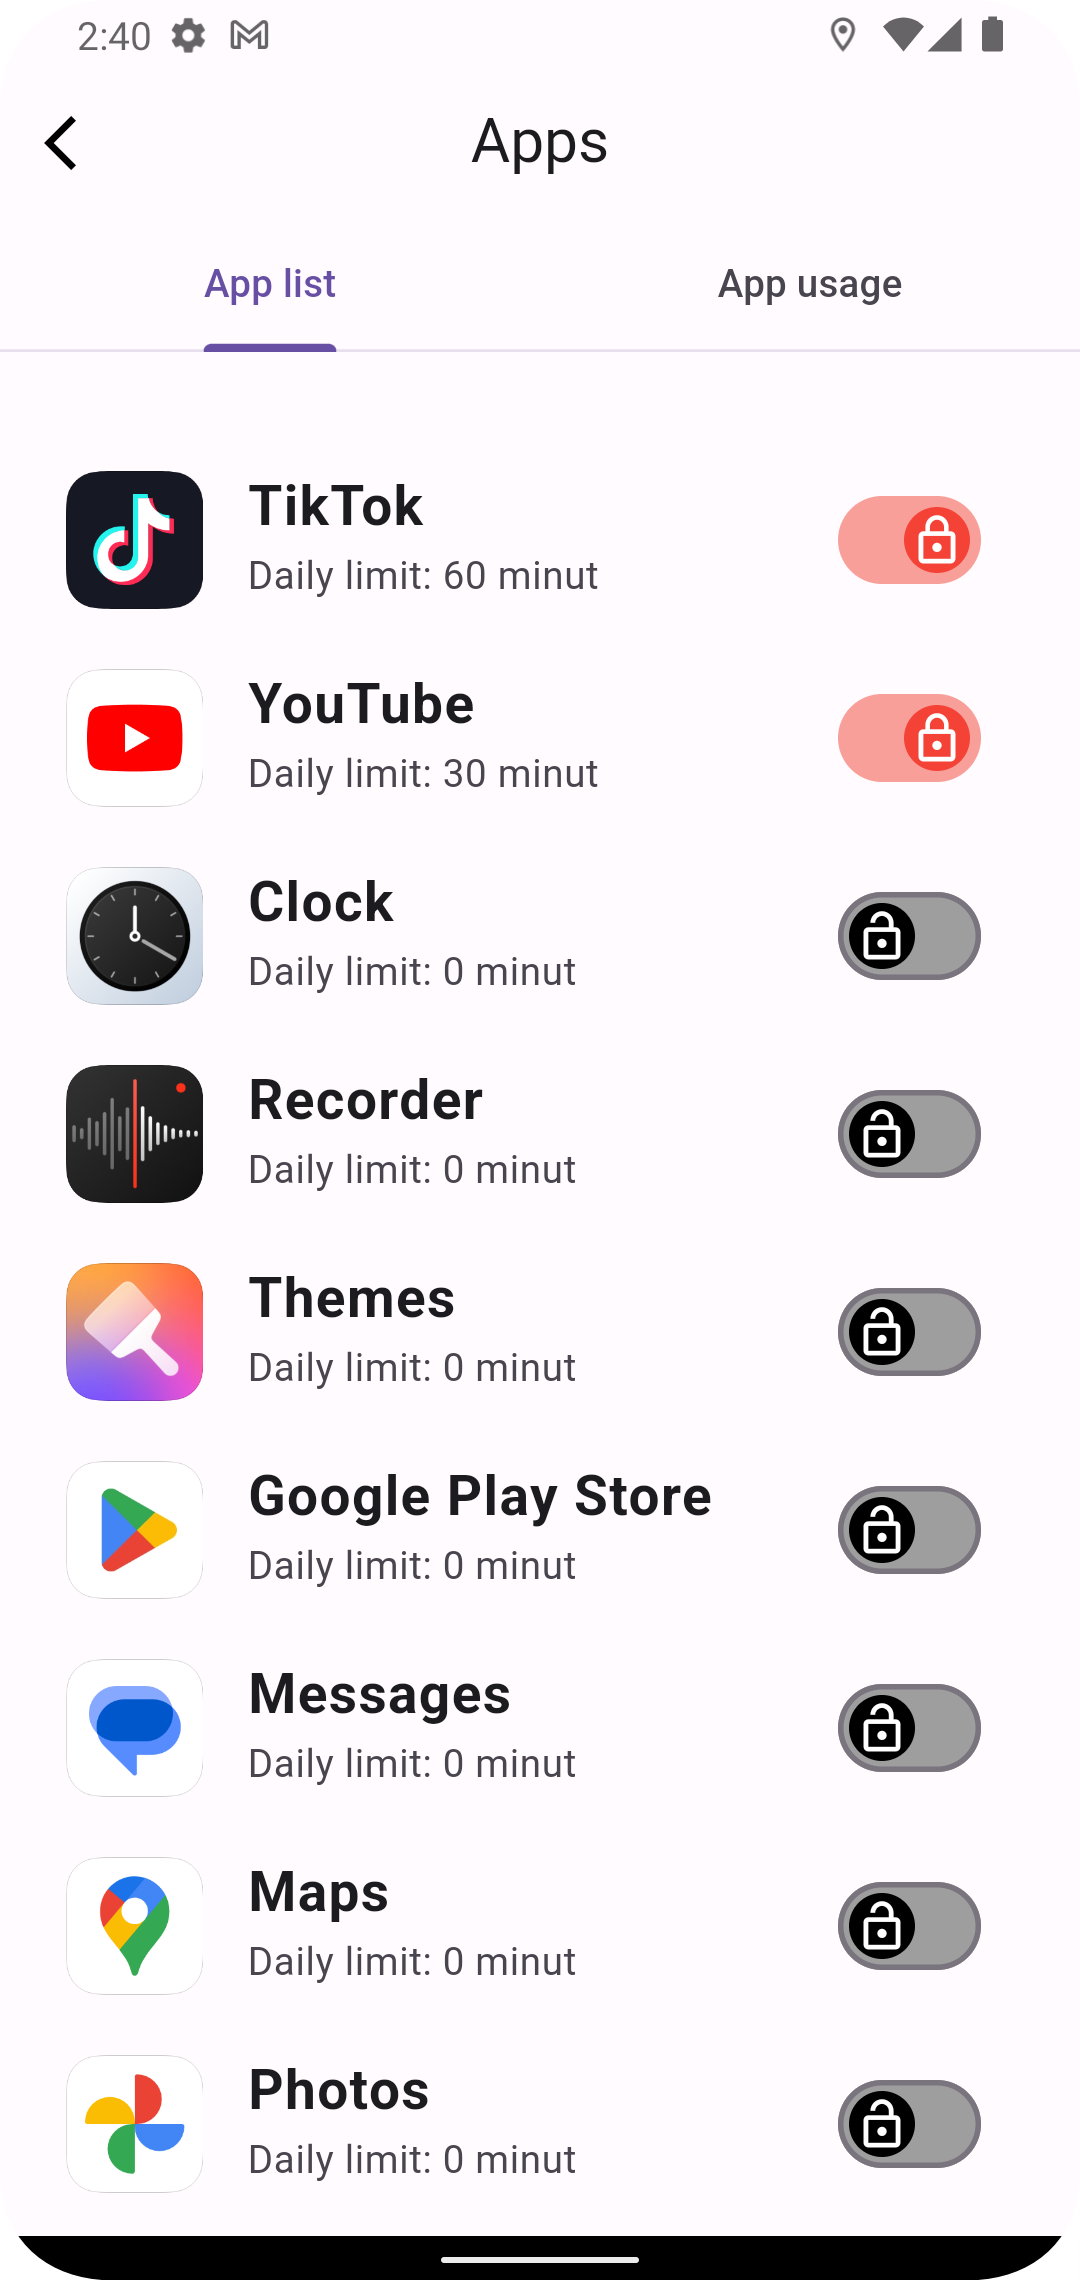 2:40
Apps
App list
App usage
TikTok
Daily limit: 60 minut
YouTube
Daily limit: 30 minut
Clock
Daily limit: 0 minut
Recorder
Daily limit: 0 minut
Themes
Daily limit: 0 minut
Google Play Store
Daily limit: 0 minut
Messages
Daily limit: 0 minut
Maps
Daily limit: 0 minut
Photos
Daily limit: 0 minut